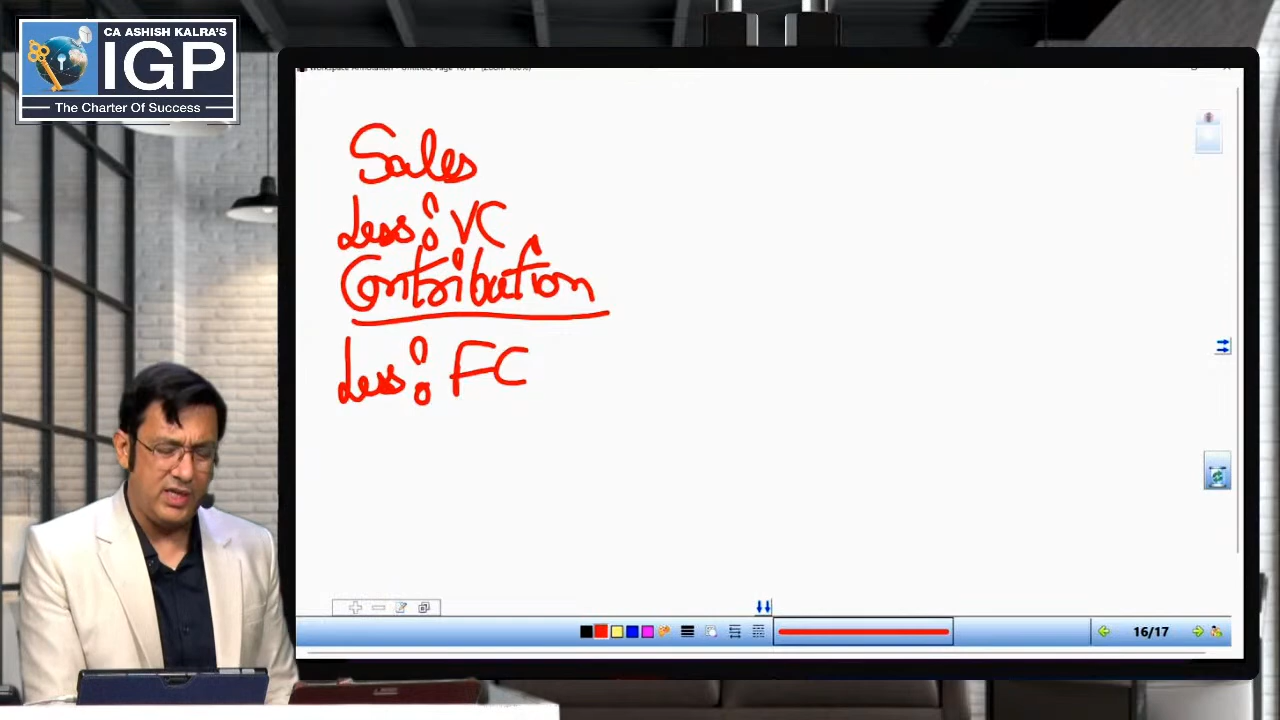 CA ASHISH KALRA'S
IGP
The Charter Of Success
Sales
Less: VC
Contribution
Less: FC
16/17